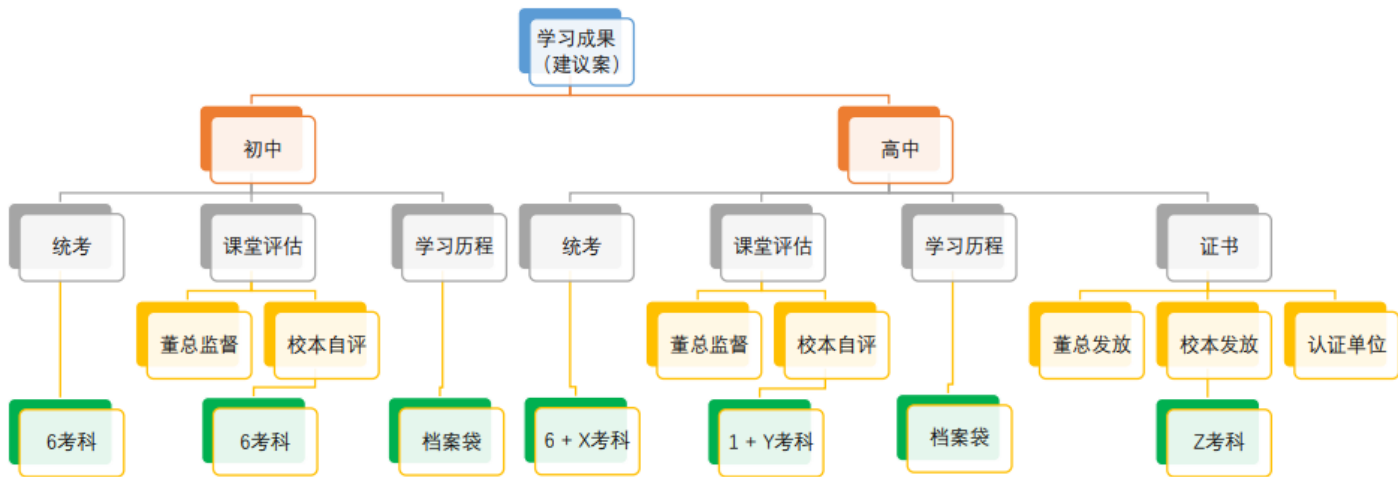 学习成果
（建议案）
初中
高中
统考
课堂评估
学习历程
统考
课堂评估
学习历程
证书
董总监督
校本自评
董总监督
校本自评
董总发放
校本发放
认证单位
6考科
6考科
档案袋
6 + X考科
1 + Y考科
档案袋
Z考科